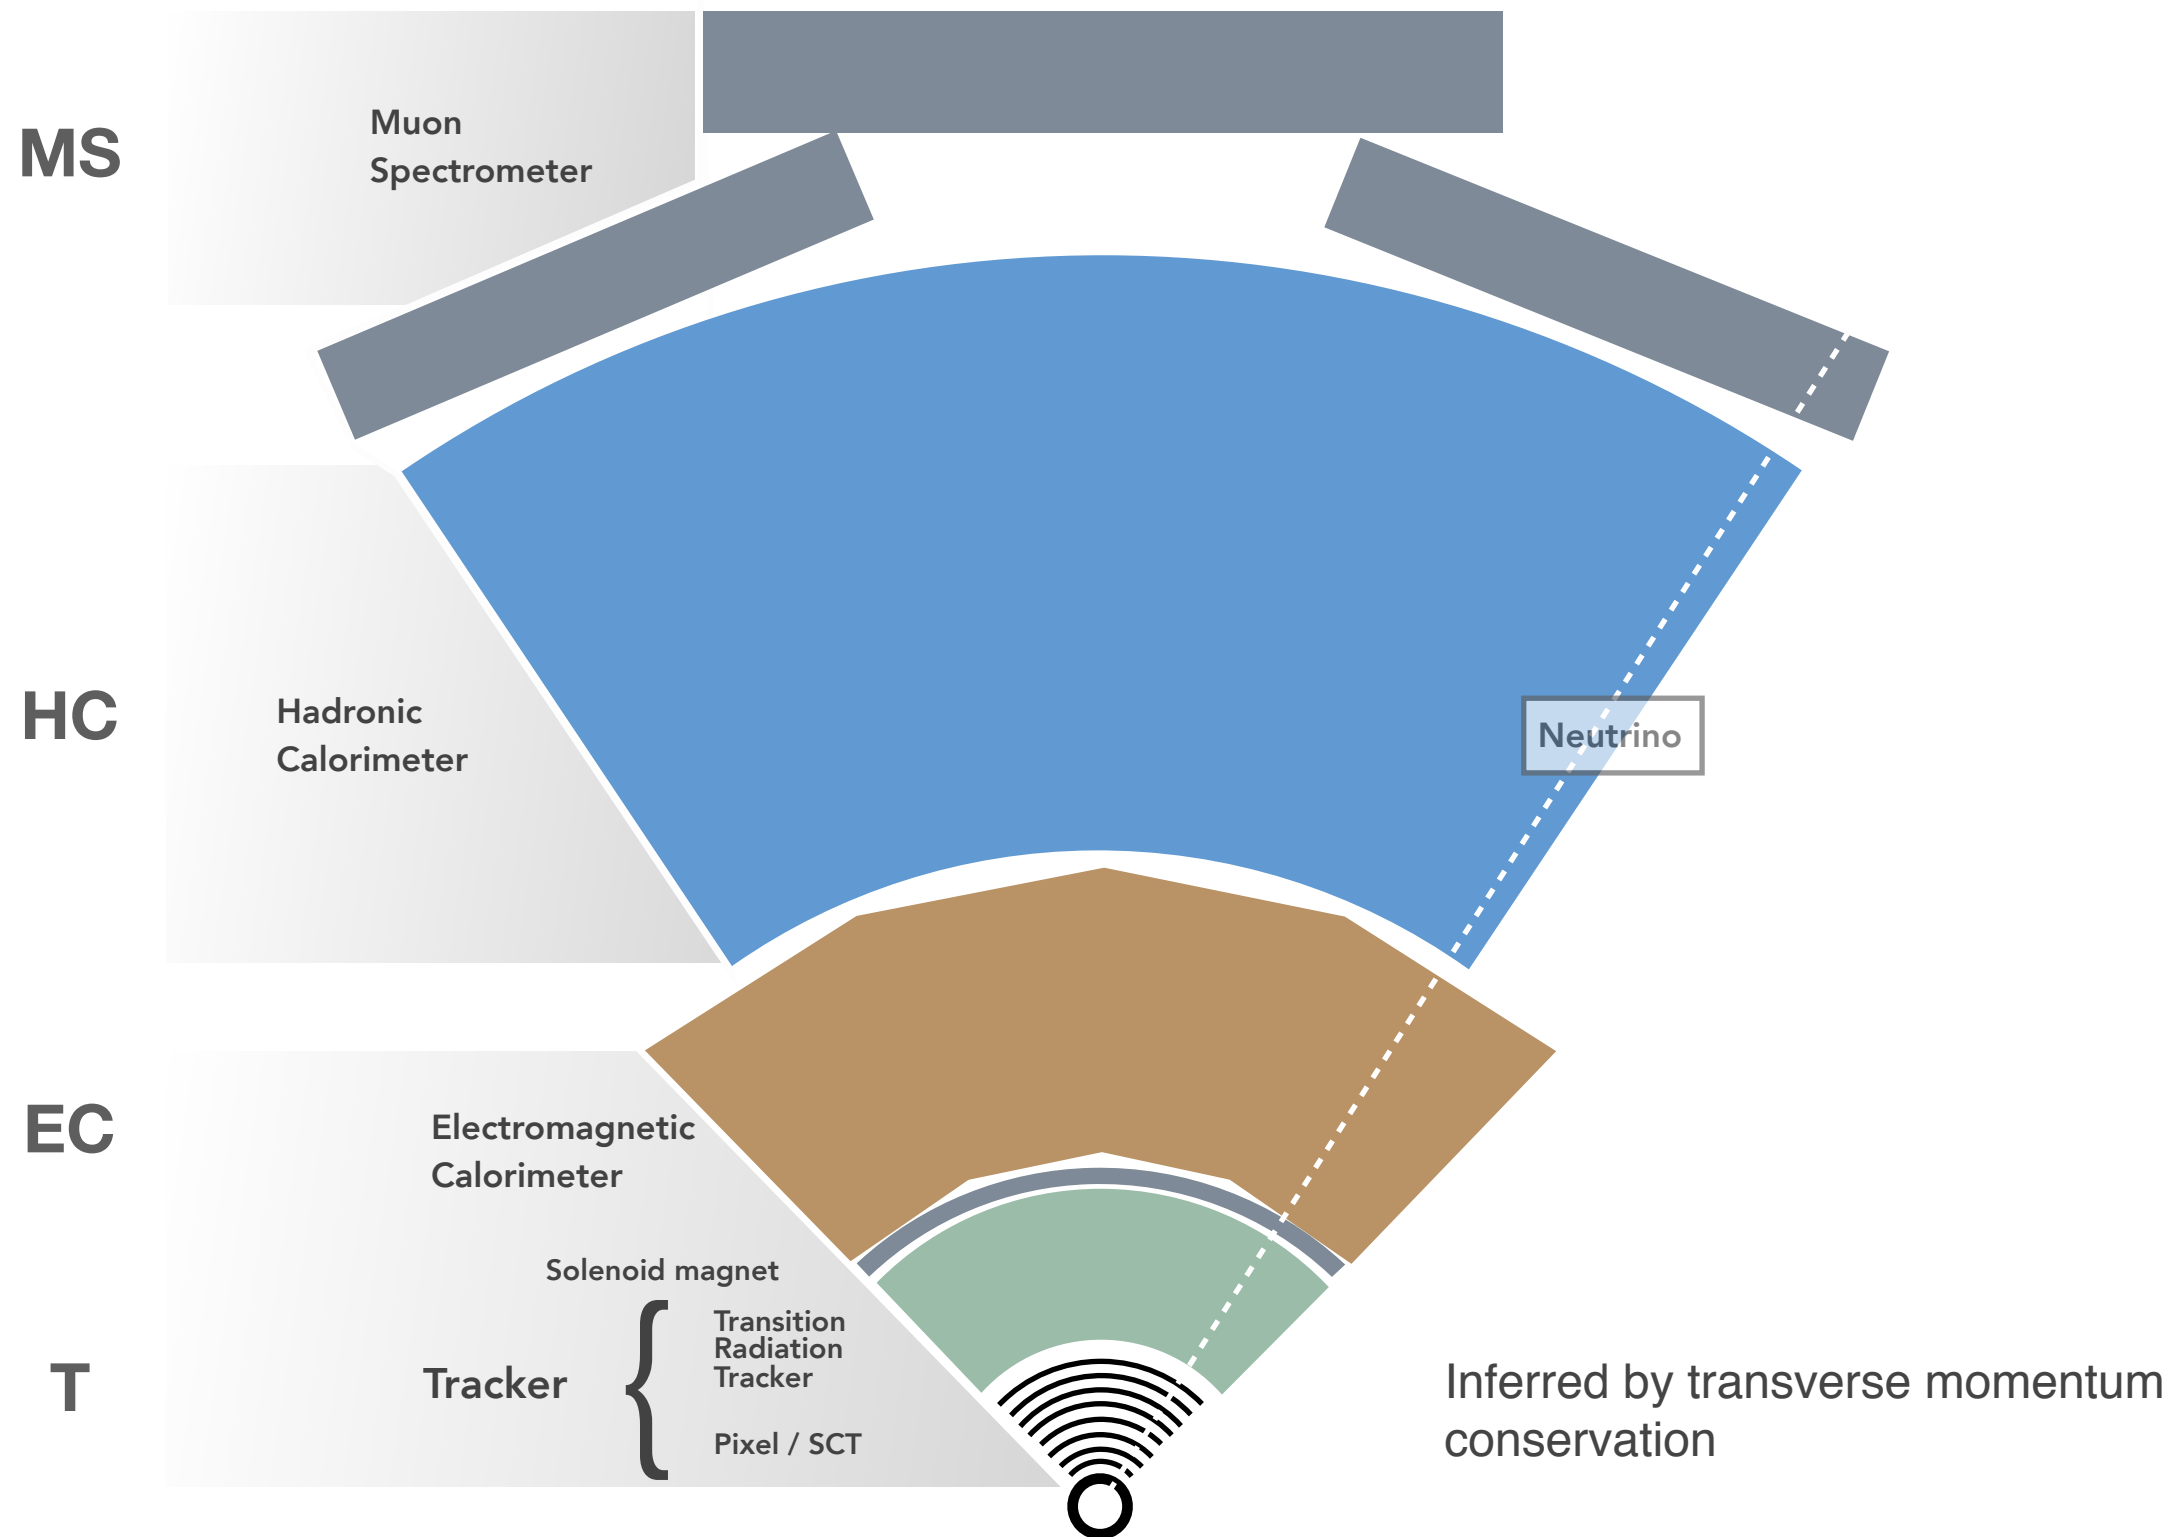 MS
Muon
Spectrometer
HC
Hadronic
Calorimeter
Neutrino
EC
Electromagnetic
Calorimeter
Solenoid magnet
T
Tracker
{
Transition
Radiation
Tracker
Pixel / SCT
Inferred by transverse momentum
conservation